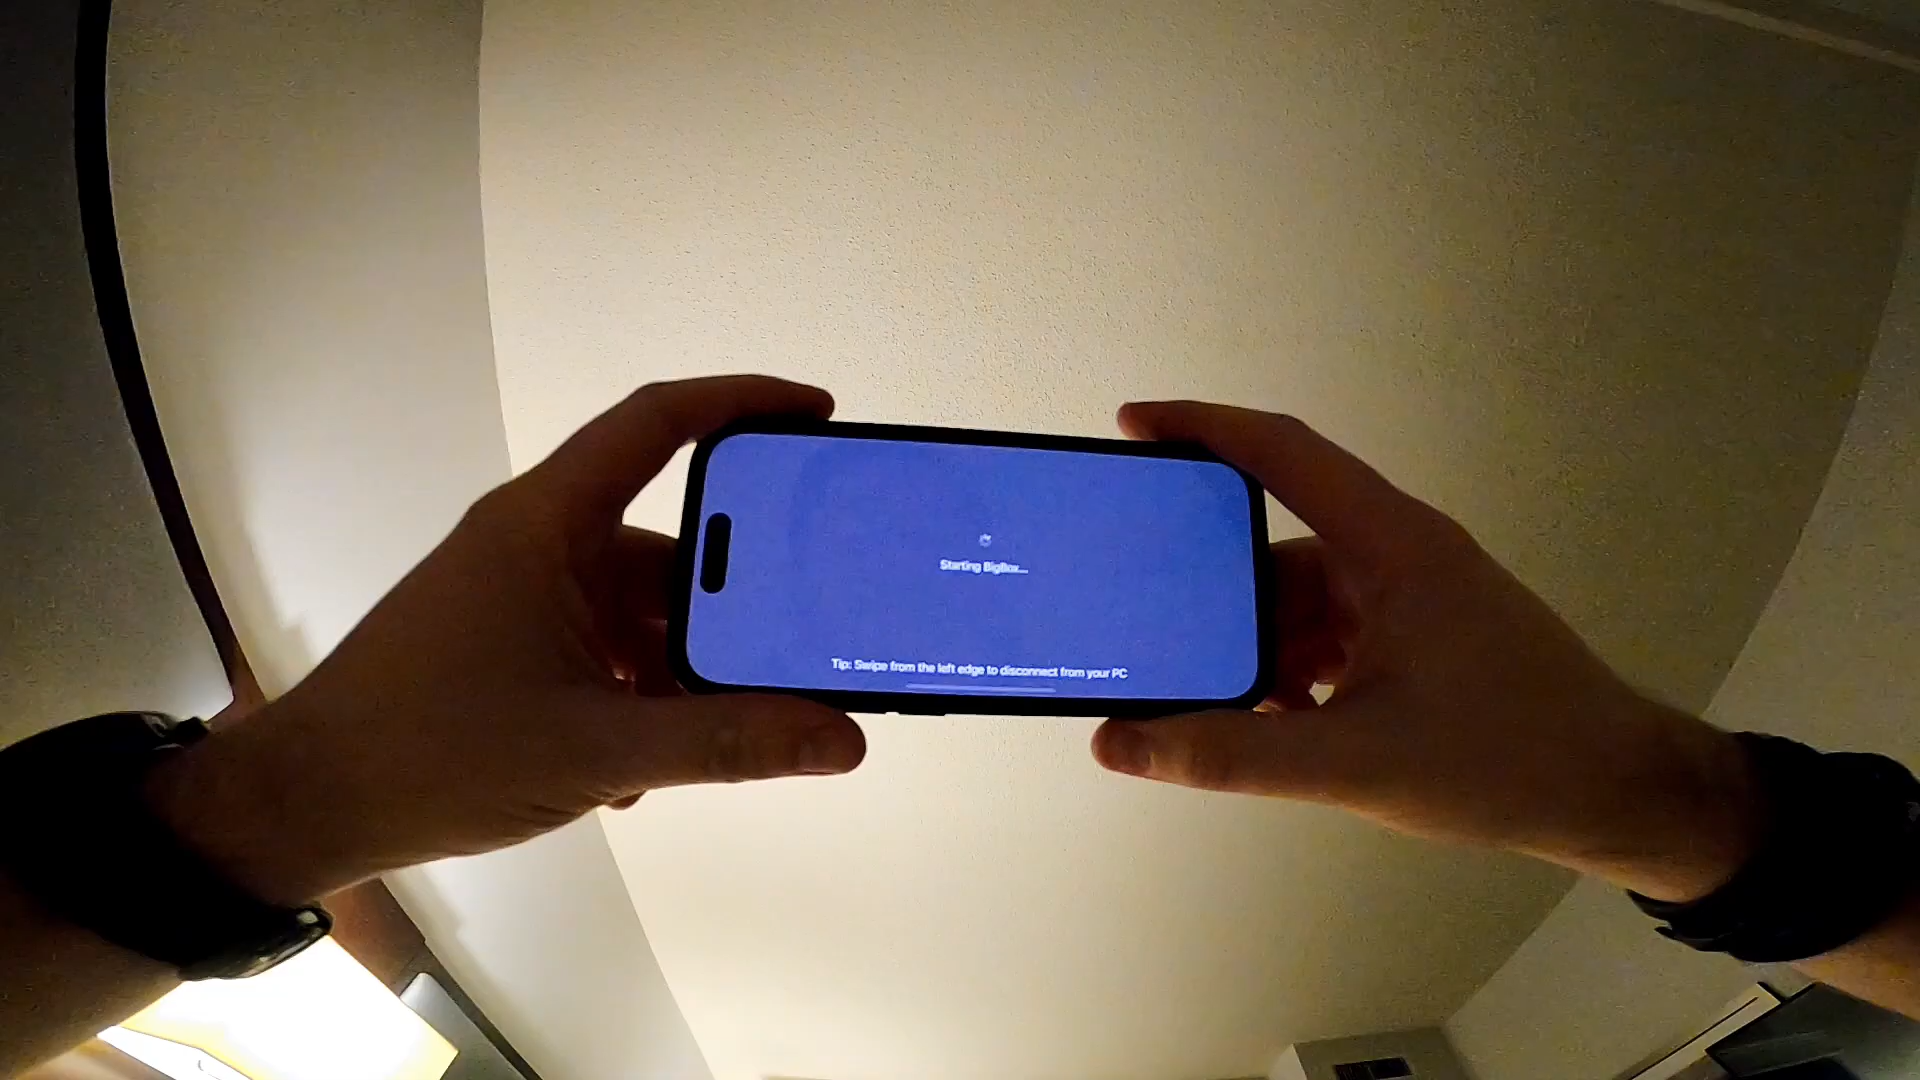 Starting BigBox...
Tip: Swipe from the left edge to disconnect from your PC